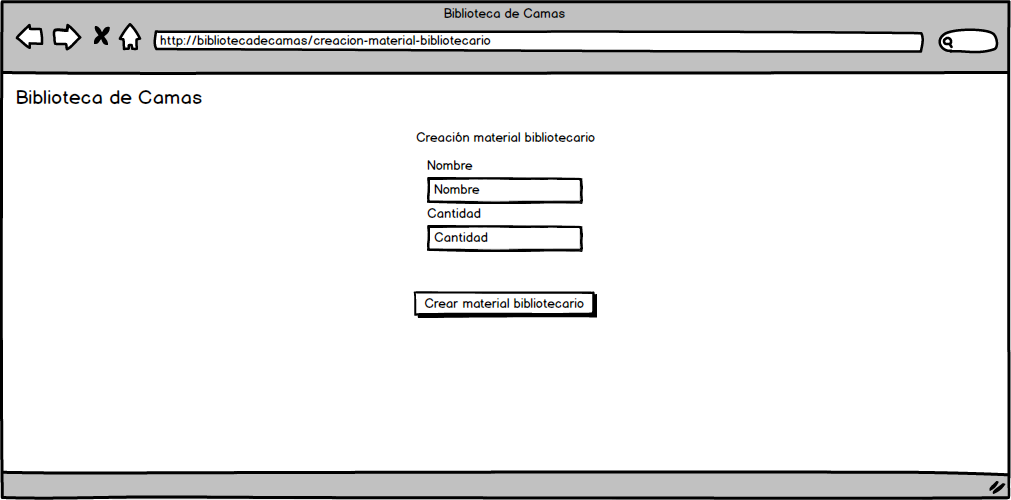 Biblioteca de Camas
http://bibliotecadecamas/creacion-material-bibliotecario
Biblioteca de Camas
Creación material bibliotecario
Nombre
Nombre
Cantidad
Cantidad
Crear material bibliotecario